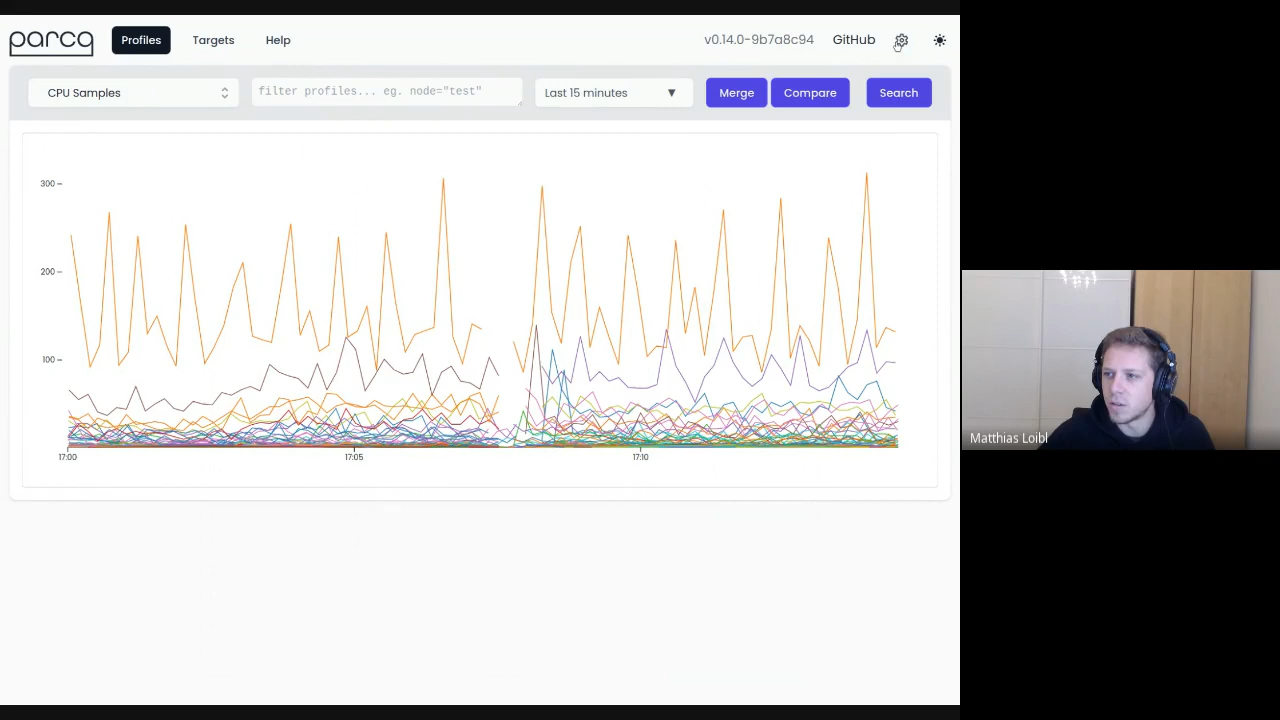 parca
Profiles
Targets
Help
v0.14.0-9b7a8c94
GitHub
CPU Samples
filter profiles... eg. node="test"
Last 15 minutes
Merge
Compare
Search
300
200
100
17:00
17:05
17:10
Matthias Loibl